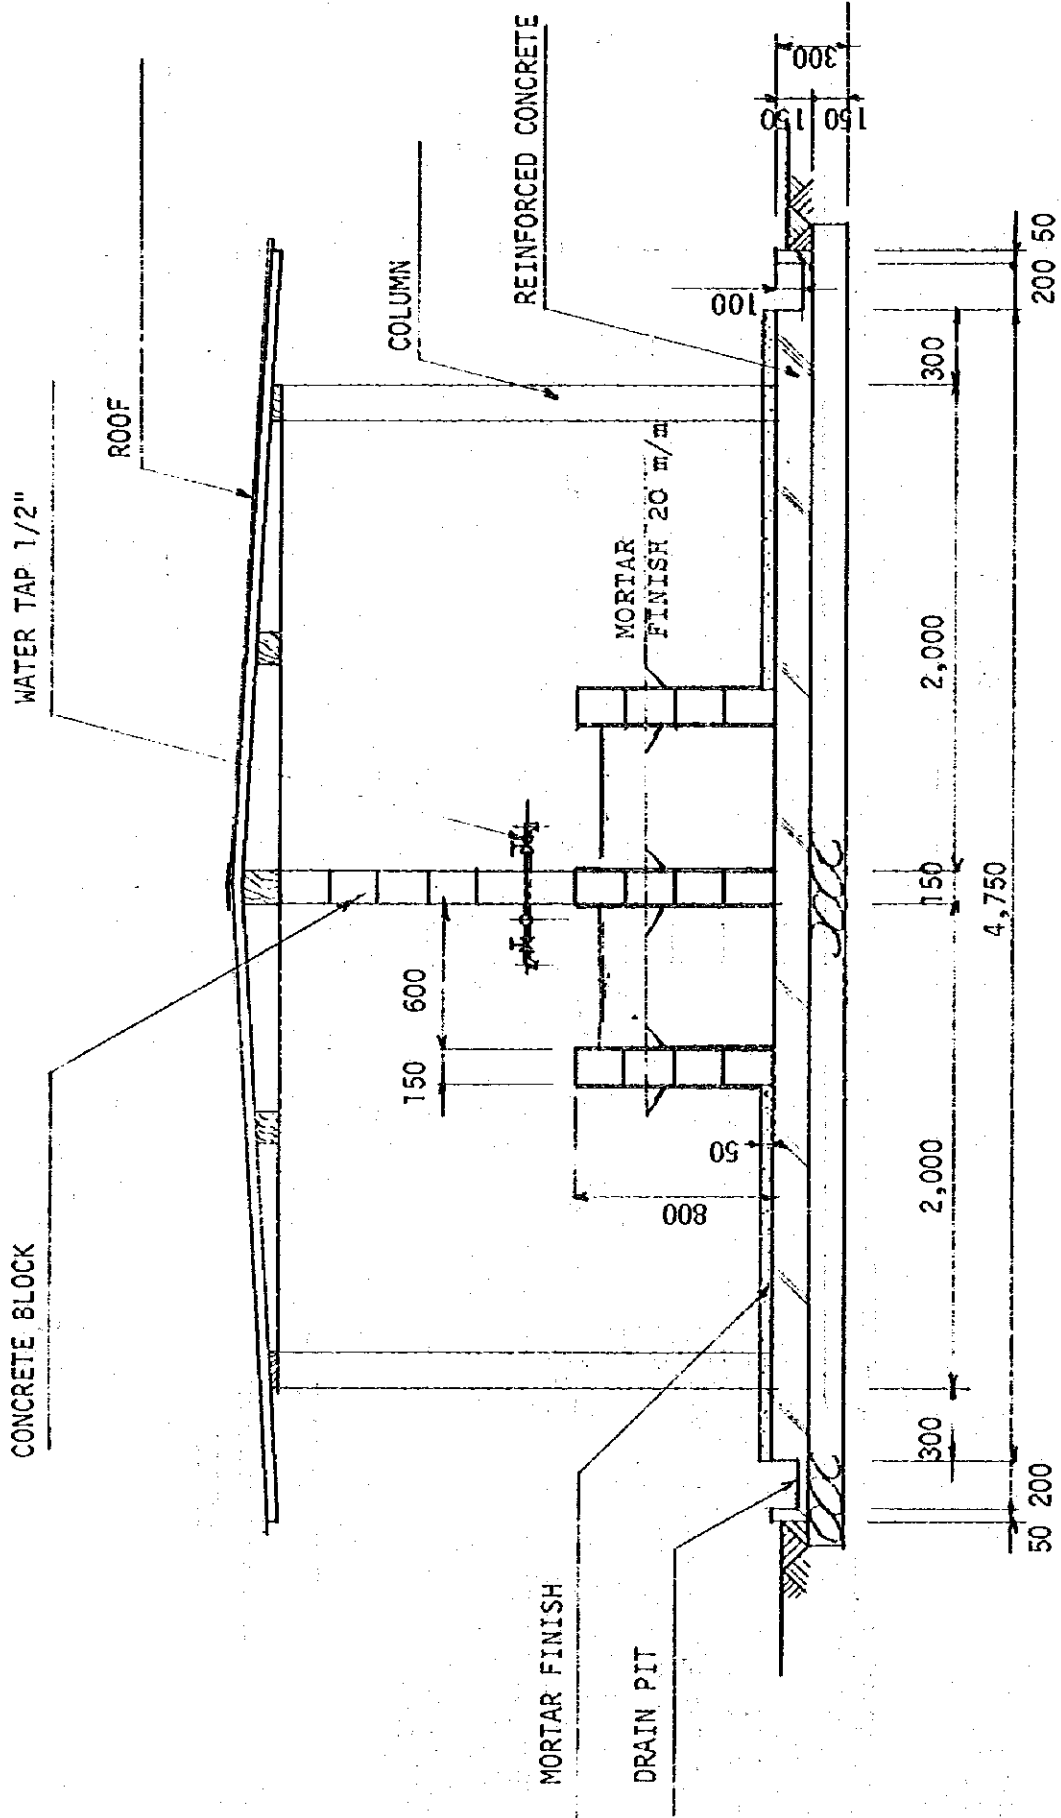 CONCRETE BLOCK
WATER TAP 1/2"
ROOF
COLUMN
REINFORCED CONCRETE
MORTAR
FINISH 20 m/m
MORTAR FINISH
DRAIN PIT
150
600
800
50
100
150
150
300
300
2,000
150
2,000
300
50
200
4,750
200
50